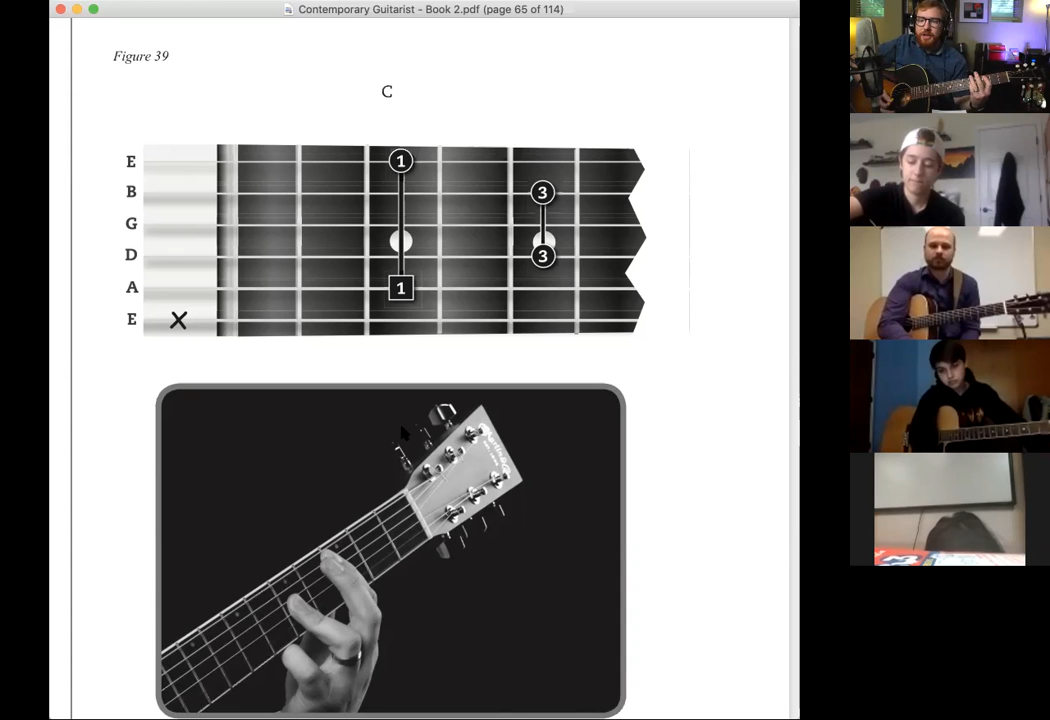 Contemporary Guitarist - Book 2.pdf (page 65 of 114)
Figure 39
C
E
1
B
3
G
D
3
A
1
E
X